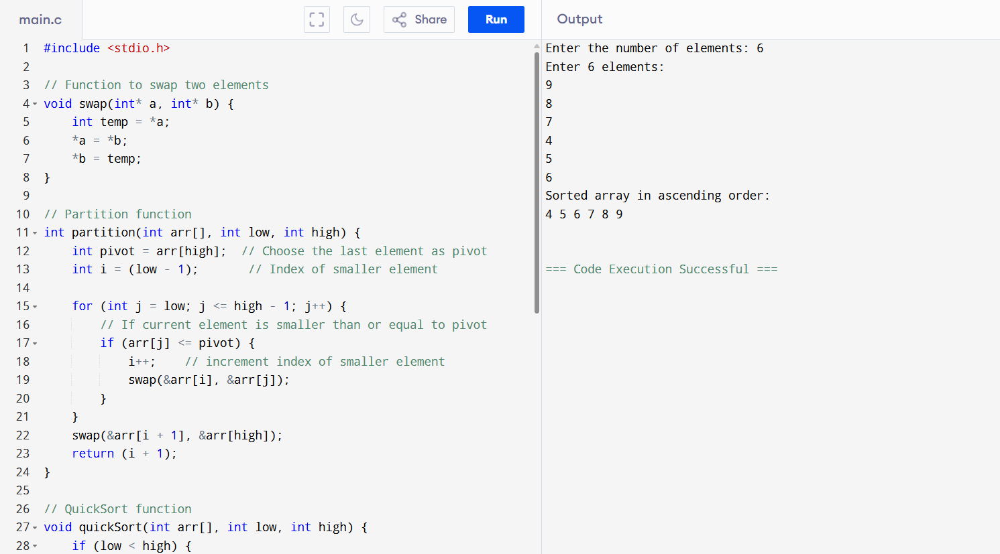 main.c
Share
Run
Output
1 #include <stdio.h>
2
3 // Function to swap two elements
4 void swap(int* a, int* b) {
5     int temp = *a;
6     *a = *b;
7     *b = temp;
8 }
9
10 // Partition function
11 int partition(int arr[], int low, int high) {
12     int pivot = arr[high];  // Choose the last element as pivot
13     int i = (low - 1);       // Index of smaller element
14
15     for (int j = low; j <= high - 1; j++) {
16         // If current element is smaller than or equal to pivot
17         if (arr[j] <= pivot) {
18             i++;    // increment index of smaller element
19             swap(&arr[i], &arr[j]);
20         }
21     }
22     swap(&arr[i + 1], &arr[high]);
23     return (i + 1);
24 }
25
26 // QuickSort function
27 void quickSort(int arr[], int low, int high) {
28     if (low < high) {
Enter the number of elements: 6
Enter 6 elements:
9
8
7
4
5
6
Sorted array in ascending order:
4 5 6 7 8 9
=== Code Execution Successful ===